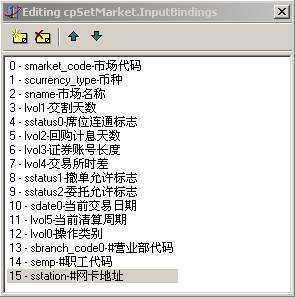 Editing cpSetMarket.InputBindings
0 - smarket_code-市场代码
1 - scurrency_type-币种
2 - sname-市场名称
3 - lvol1-交割天数
4 - sstatus0-席位连通标志
5 - lvol2-回购计息天数
6 - lvol3-证券账号长度
7 - lvol4-交易所时差
8 - sstatus1-撤单允许标志
9 - sstatus2-委托允许标志
10 - sdate0-当前交易日期
11 - lvol5-当前清算周期
12 - lvol0-操作类别
13 - sbranch_code0-#营业部代码
14 - semp-#职工代码
15 - sstation-#网卡地址